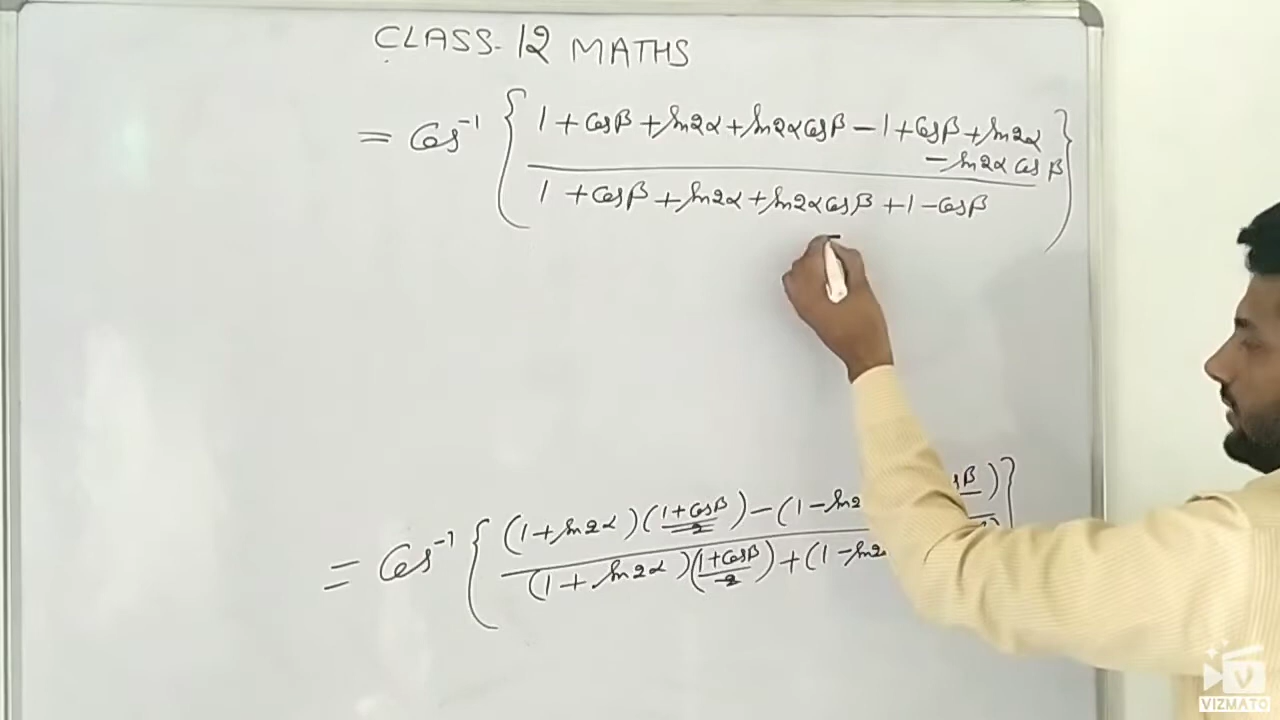 CLASS-12 MATHS
= Cos⁻¹ { 1 + cosβ + sin2α + sin2α cosβ − 1 + cosβ + sin2α
− sin2α cosβ }
1 + cosβ + sin2α + sin2α cosβ + 1 − cosβ
= Cos⁻¹ { (1 + sin2α)(1+cosβ/2) − (1 − sin2 sβ) }
(1 + sin2α)(1+cosβ/2) + (1 − sin2
VIZMATO